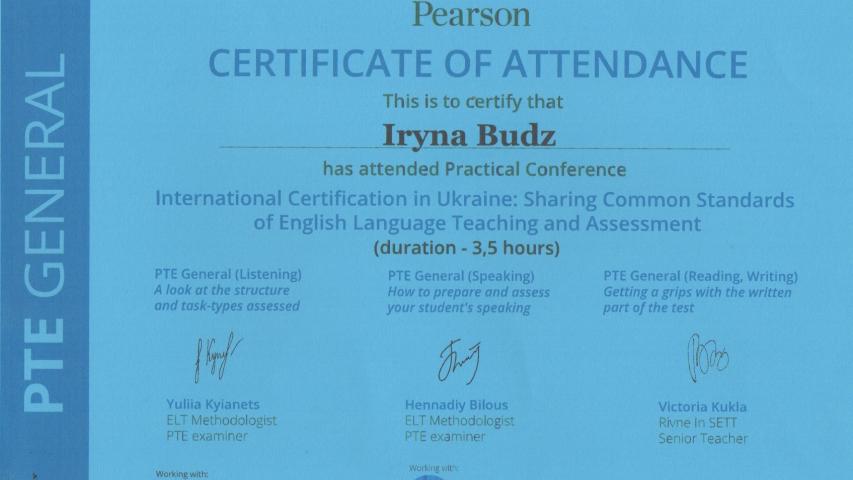 Pearson
CERTIFICATE OF ATTENDANCE
This is to certify that
Iryna Budz
has attended Practical Conference
International Certification in Ukraine: Sharing Common Standards
of English Language Teaching and Assessment
(duration - 3,5 hours)
PTE General (Listening)
A look at the structure
and task-types assessed
PTE General (Speaking)
How to prepare and assess
your student's speaking
PTE General (Reading, Writing)
Getting a grips with the written
part of the test
Yuliia Kyianets
ELT Methodologist
PTE examiner
Hennadiy Bilous
ELT Methodologist
PTE examiner
Victoria Kukla
Rivne In SETT
Senior Teacher
Working with:
Working with:
PTE GENERAL